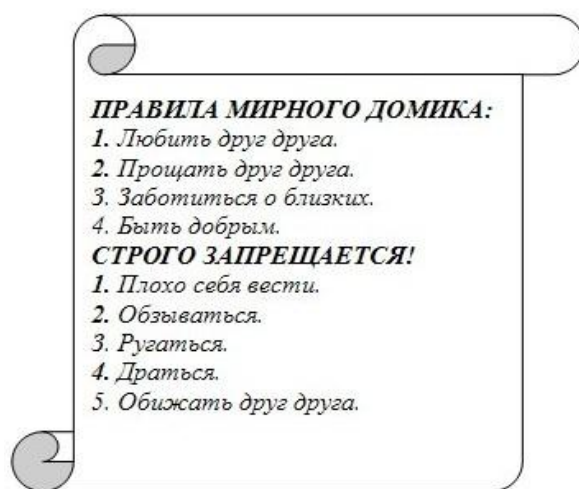 ПРАВИЛА МИРНОГО ДОМИКА:
1. Любить друг друга.
2. Прощать друг друга.
3. Заботиться о близких.
4. Быть добрым.
СТРОГО ЗАПРЕЩАЕТСЯ!
1. Плохо себя вести.
2. Обзываться.
3. Ругаться.
4. Драться.
5. Обижать друг друга.